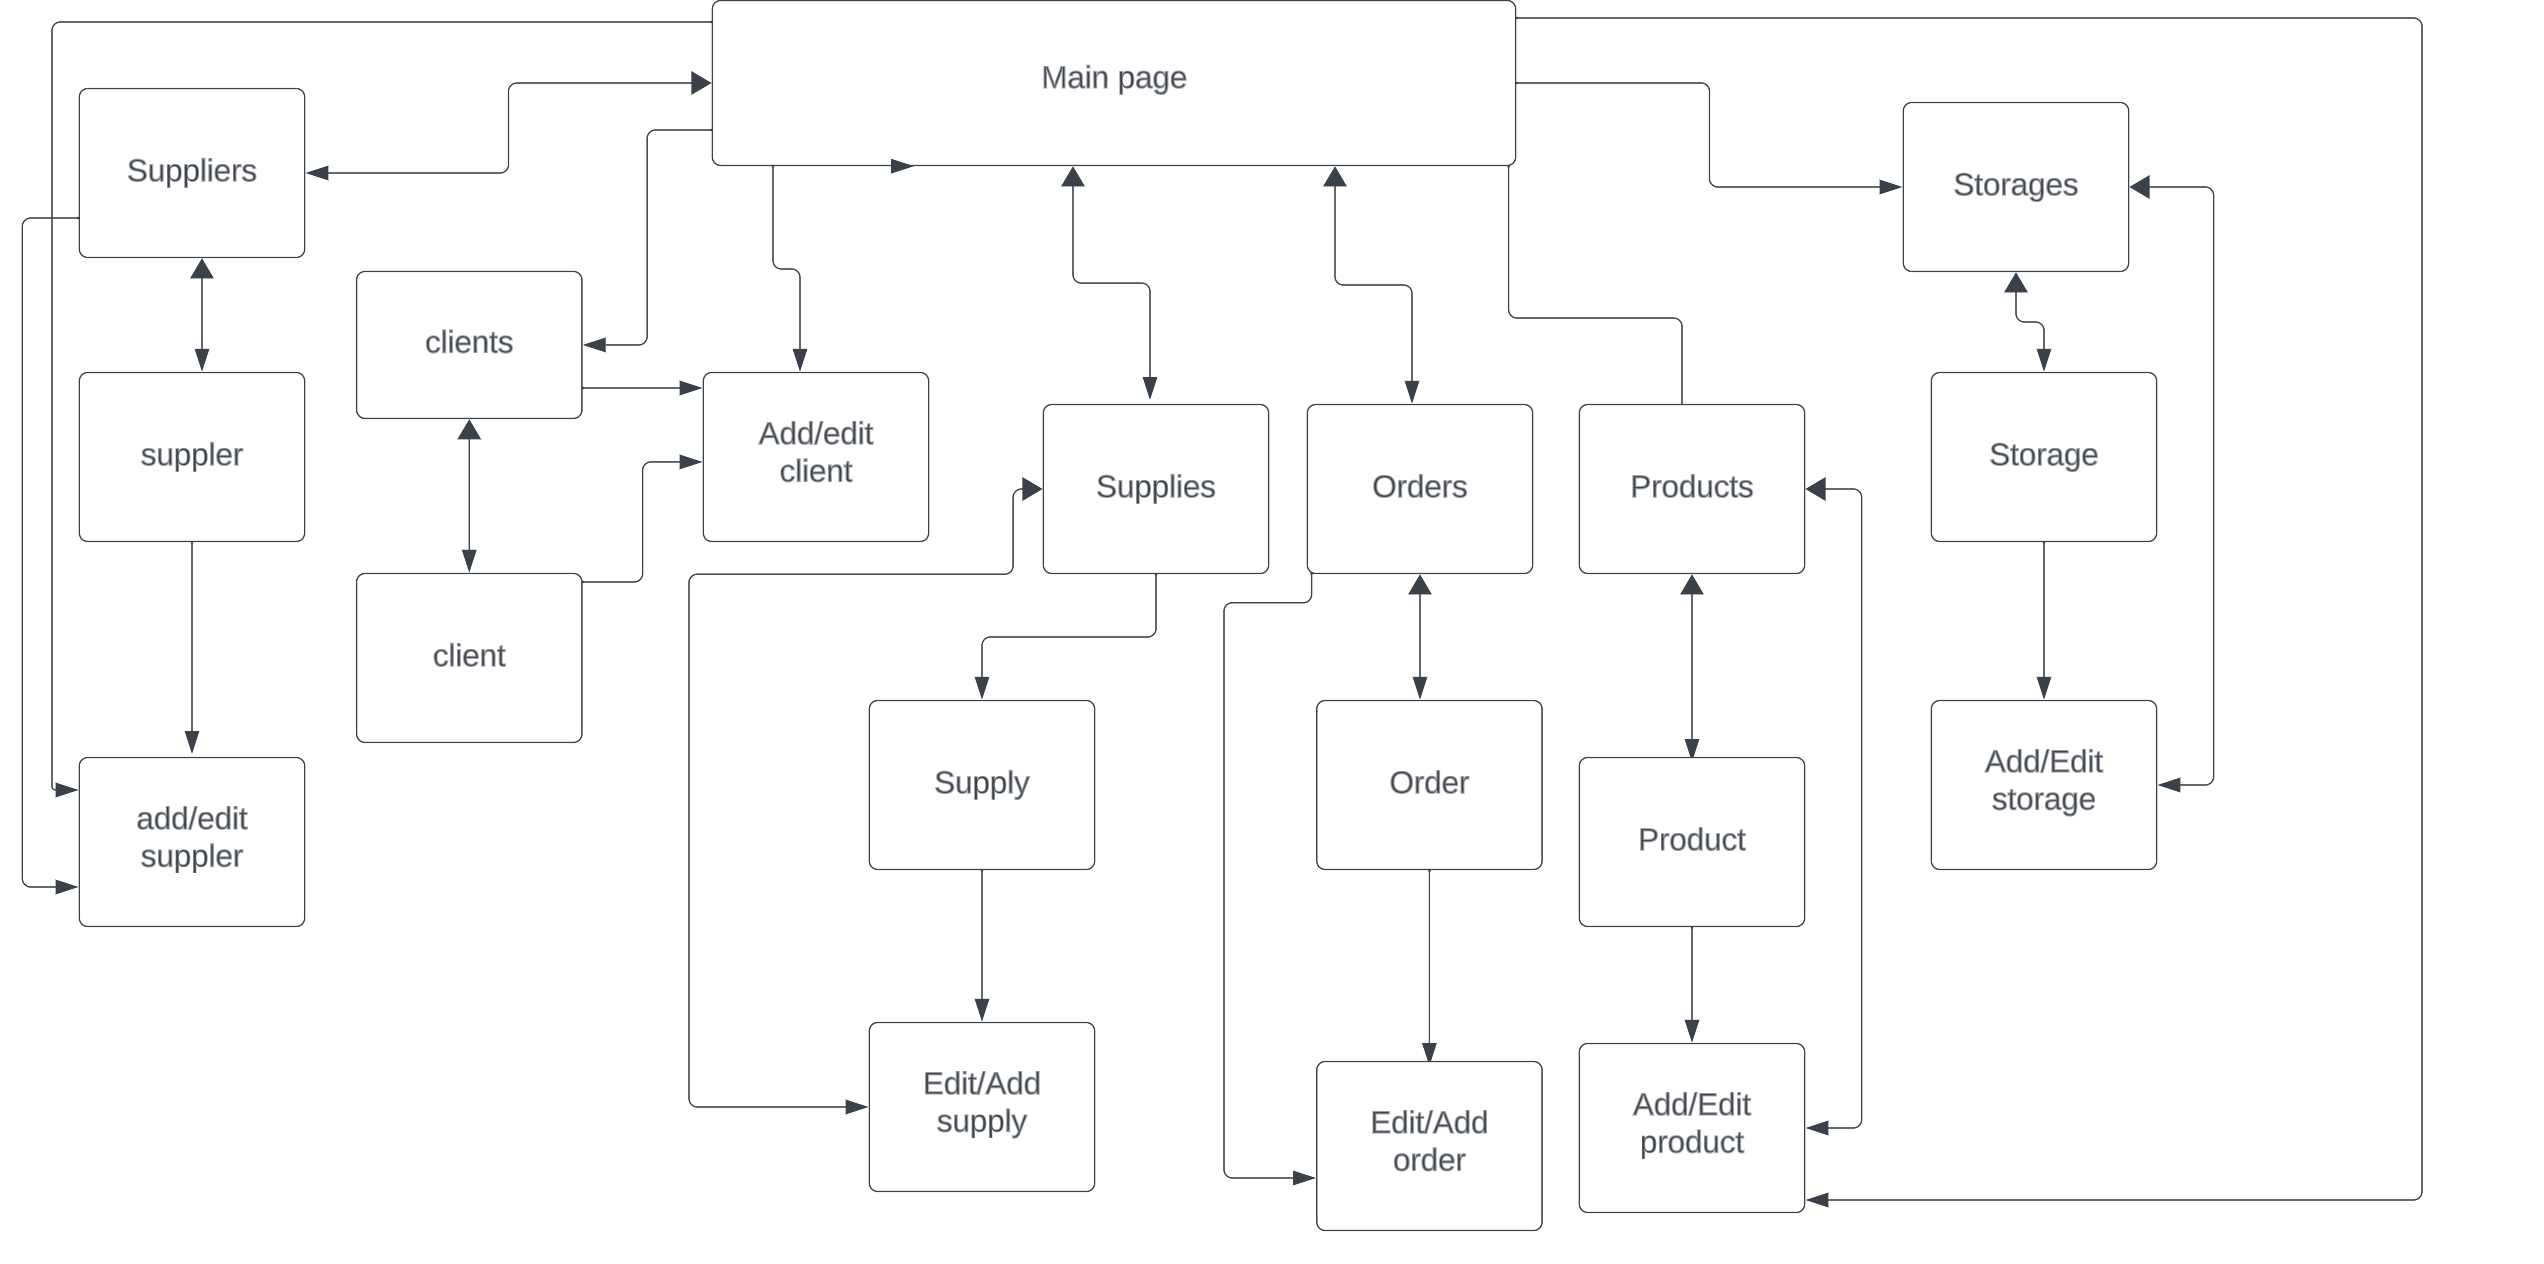 Main page
Suppliers
Storages
clients
Add/edit
client
suppler
Storage
Supplies
Orders
Products
client
Supply
Order
Product
Add/Edit
storage
add/edit
suppler
Edit/Add
supply
Edit/Add
order
Add/Edit
product